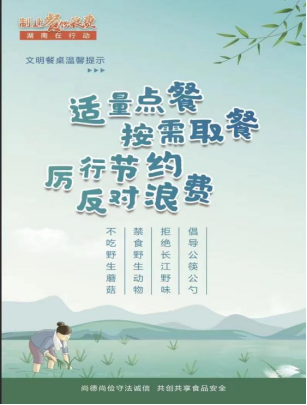 制止餐饮浪费
湖南在行动
文明餐桌温馨提示
适量点餐
按需取餐
厉行节约
反对浪费
倡导公筷公勺
拒绝长江野味
禁食野生动物
不吃野生蘑菇
尚德尚俭守法诚信 共创共享食品安全